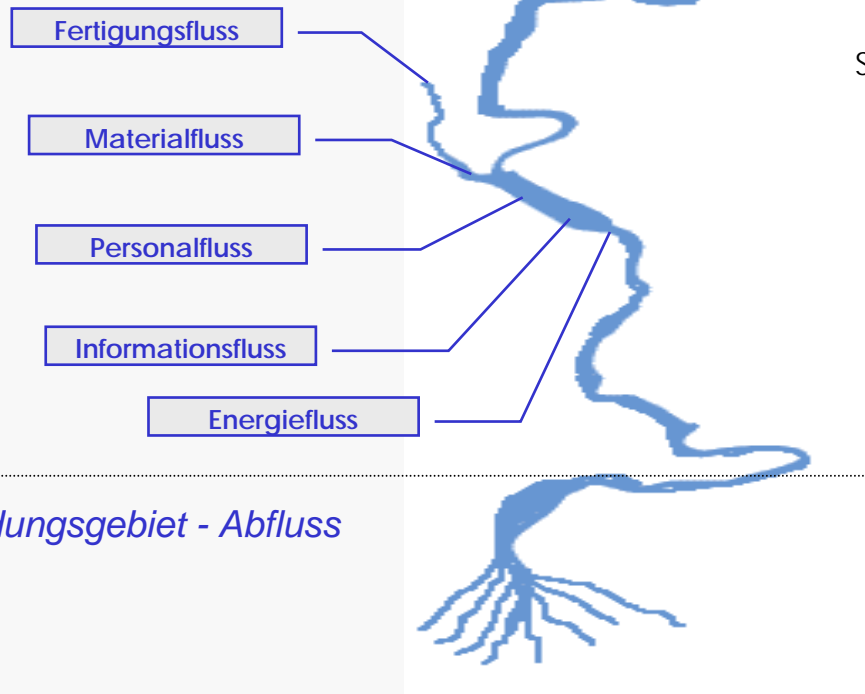 Fertigungsfluss
S
Materialfluss
Personalfluss
Informationsfluss
Energiefluss
lungsgebiet - Abfluss